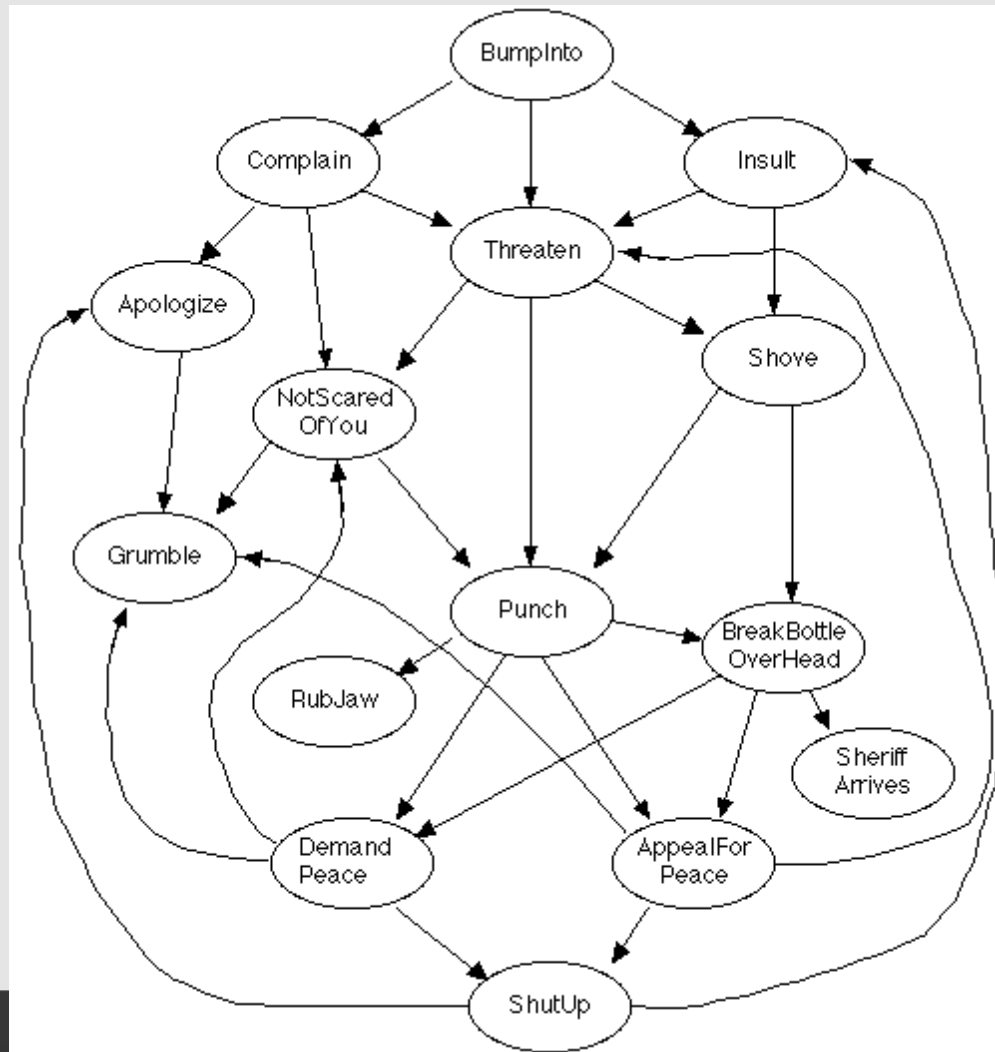 BumpInto
Complain
Insult
Threaten
Apologize
Shove
NotScared
OfYou
Grumble
Punch
BreakBottle
OverHead
RubJaw
Sheriff
Arrives
Demand
Peace
AppealFor
Peace
ShutUp